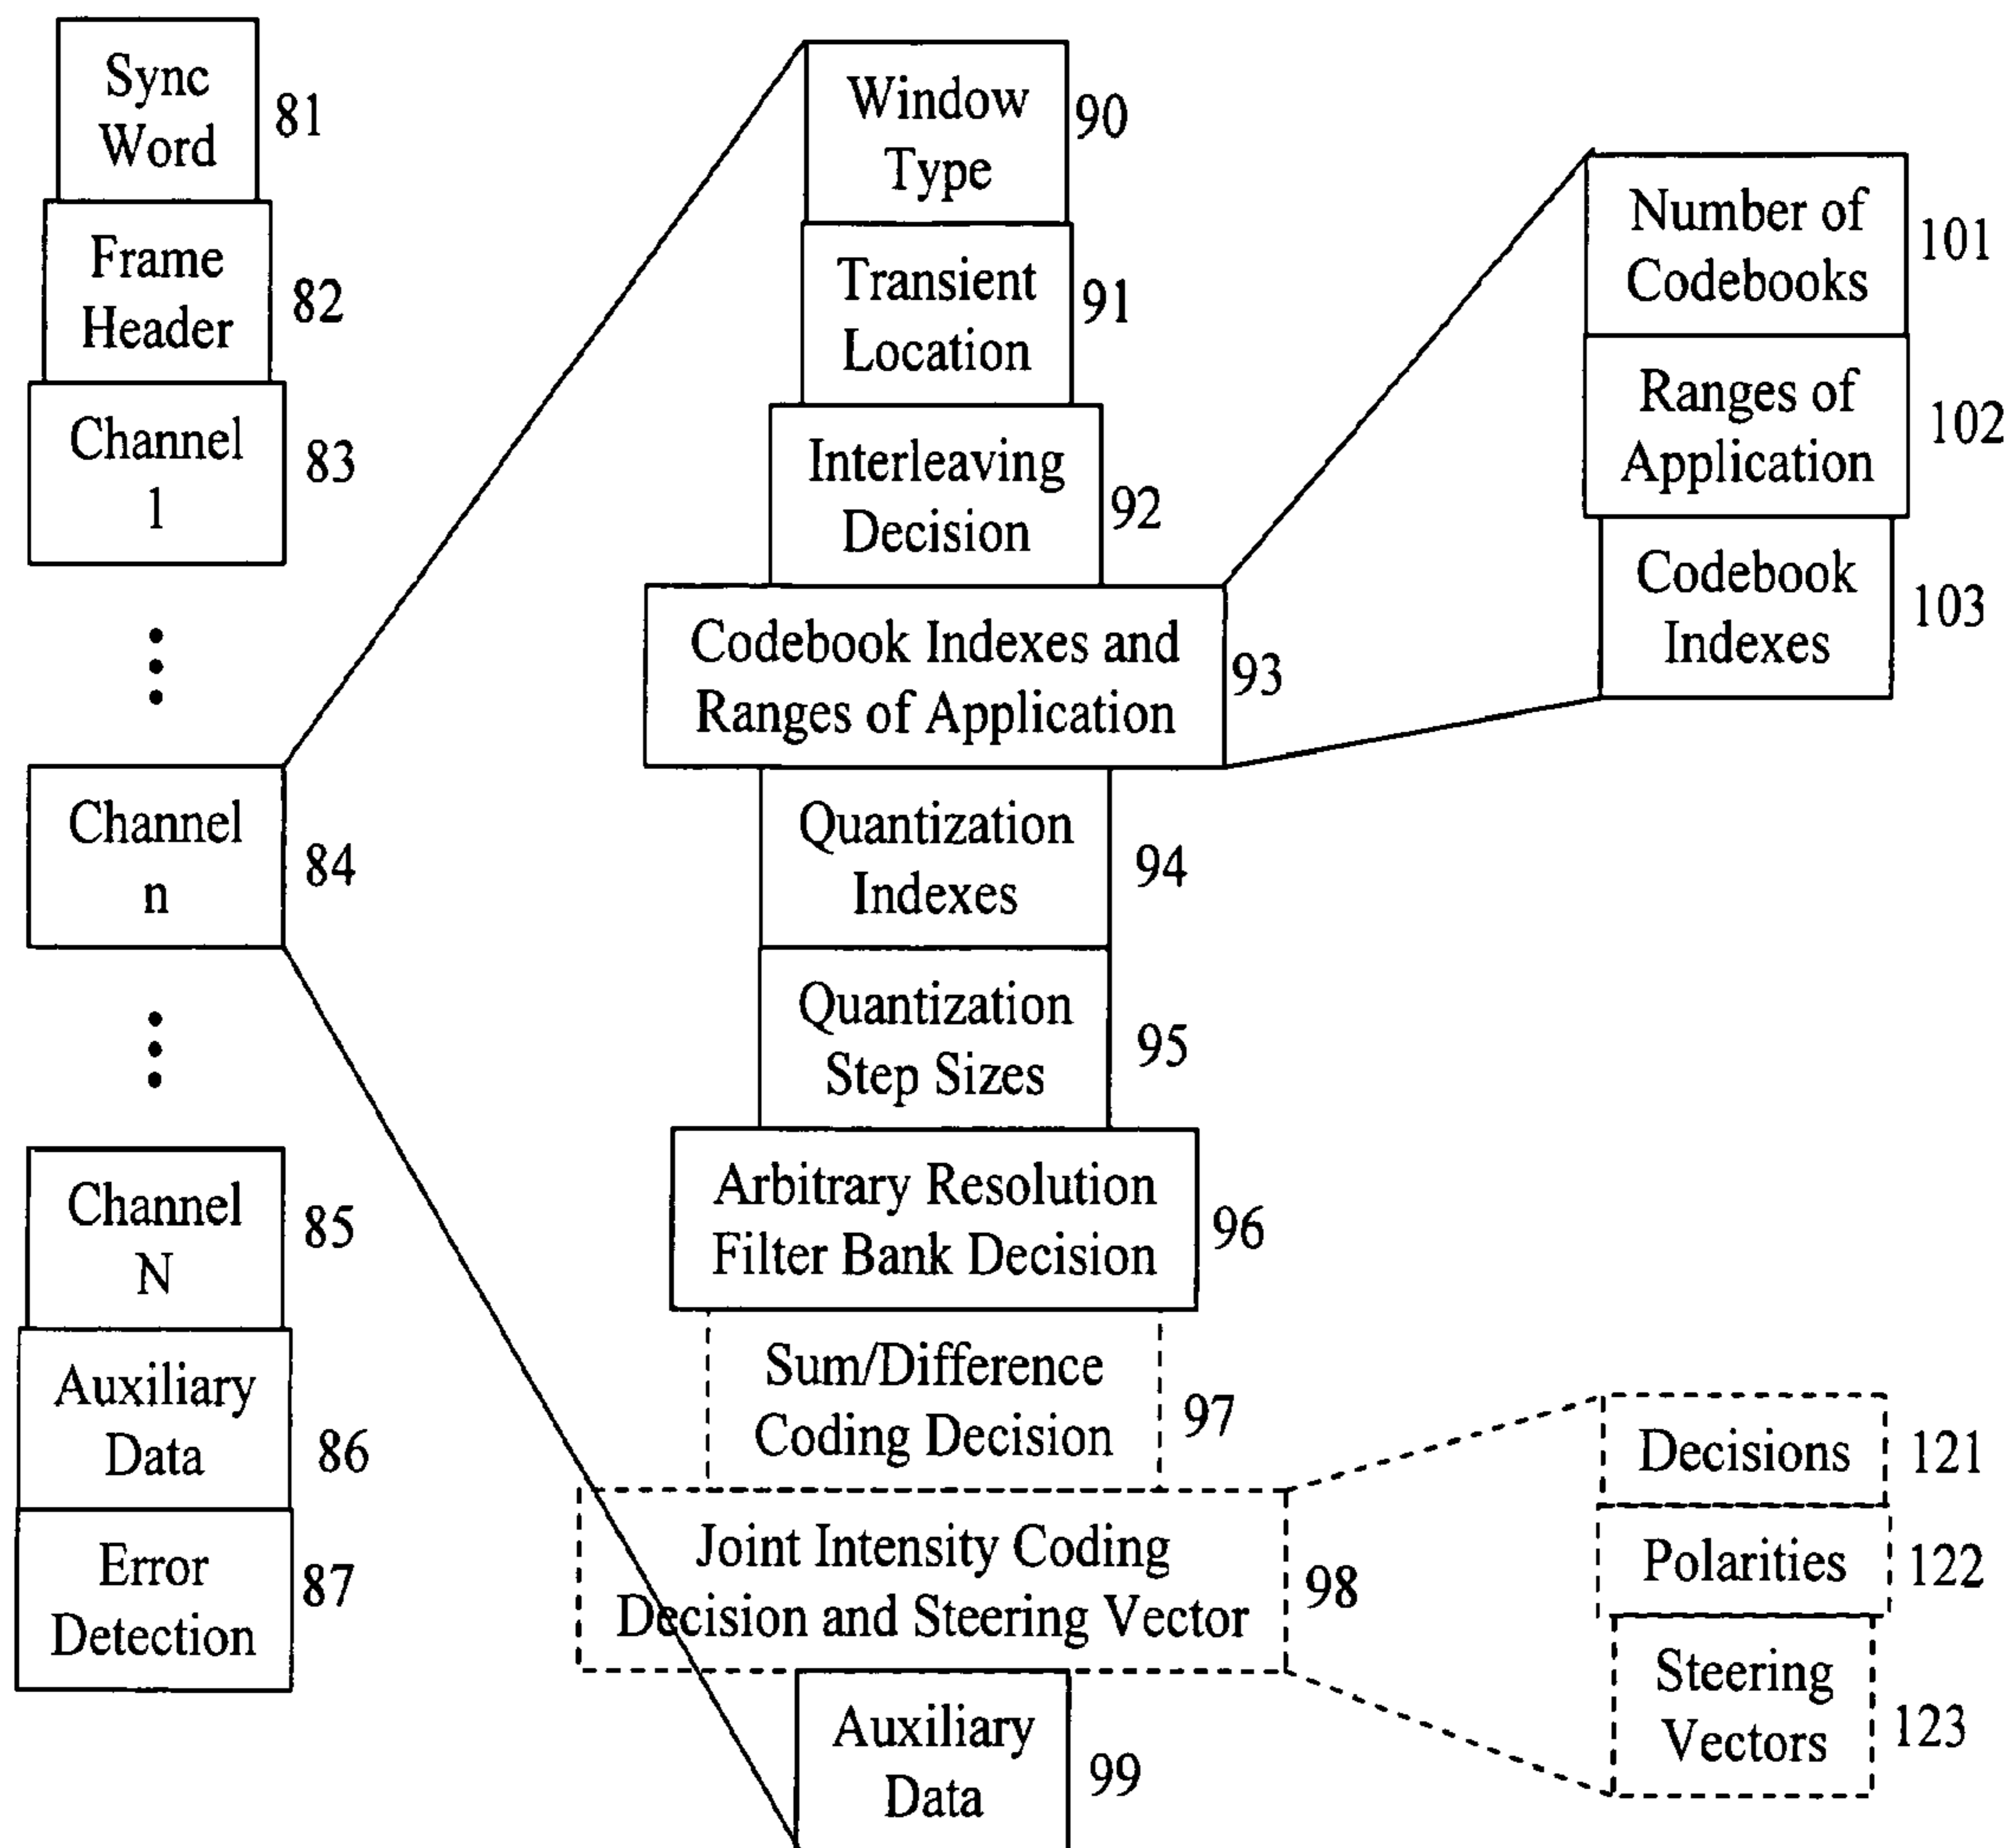 Sync
Word
81
Frame
Header
82
Channel
1
83
Channel
n
84
Channel
N
85
Auxiliary
Data
86
Error
Detection
87
Window
Type
90
Transient
Location
91
Interleaving
Decision
92
Codebook Indexes and
Ranges of Application
93
Quantization
Indexes
94
Quantization
Step Sizes
95
Arbitrary Resolution
Filter Bank Decision
96
Sum/Difference
Coding Decision
97
Joint Intensity Coding
Decision and Steering Vector
98
Auxiliary
Data
99
Number of
Codebooks
101
Ranges of
Application
102
Codebook
Indexes
103
Decisions
121
Polarities
122
Steering
Vectors
123